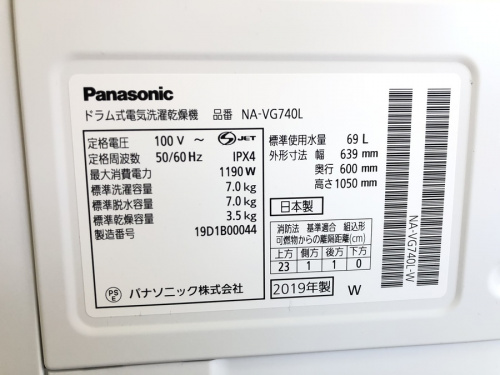 Panasonic
ドラム式電気洗濯乾燥機 品番 NA-VG740L
定格電圧 100 V ～ S JET
定格周波数 50/60 Hz IPX4
最大消費電力 1190 W
標準洗濯容量 7.0 kg
標準脱水容量 7.0 kg
標準乾燥容量 3.5 kg
製造番号 19D1B00044
PS E パナソニック株式会社
標準使用水量 69 L
外形寸法 幅 639 mm
奥行 600 mm
高さ 1050 mm
日本製
消防法 基準適合 組込形
可燃物からの離隔距離(cm)
上方 側方 後方 下方
23 1 1 0
2019年製 W
NA-VG740L-W